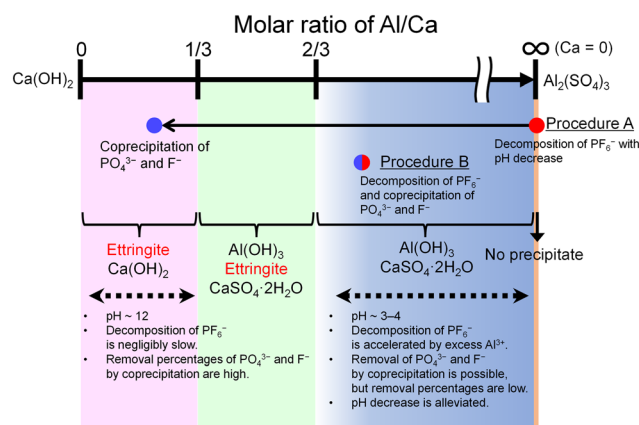 Molar ratio of Al/Ca
0
1/3
2/3
∞ (Ca = 0)
Ca(OH)₂
Al₂(SO₄)₃
Procedure A
Decomposition of PF₆⁻ with
pH decrease
Coprecipitation of
PO₄³⁻ and F⁻
Procedure B
Decomposition of PF₆⁻
and coprecipitation of
PO₄³⁻ and F⁻
Ettringite
Ca(OH)₂
Al(OH)₃
Ettringite
CaSO₄·2H₂O
Al(OH)₃
CaSO₄·2H₂O
No precipitate
• pH ~ 12
• Decomposition of PF₆⁻
is negligibly slow.
• Removal percentages of PO₄³⁻ and F⁻
by coprecipitation are high.
• pH ~ 3–4
• Decomposition of PF₆⁻
is accelerated by excess Al³⁺.
• Removal of PO₄³⁻ and F⁻
by coprecipitation is possible,
but removal percentages are low.
• pH decrease is alleviated.